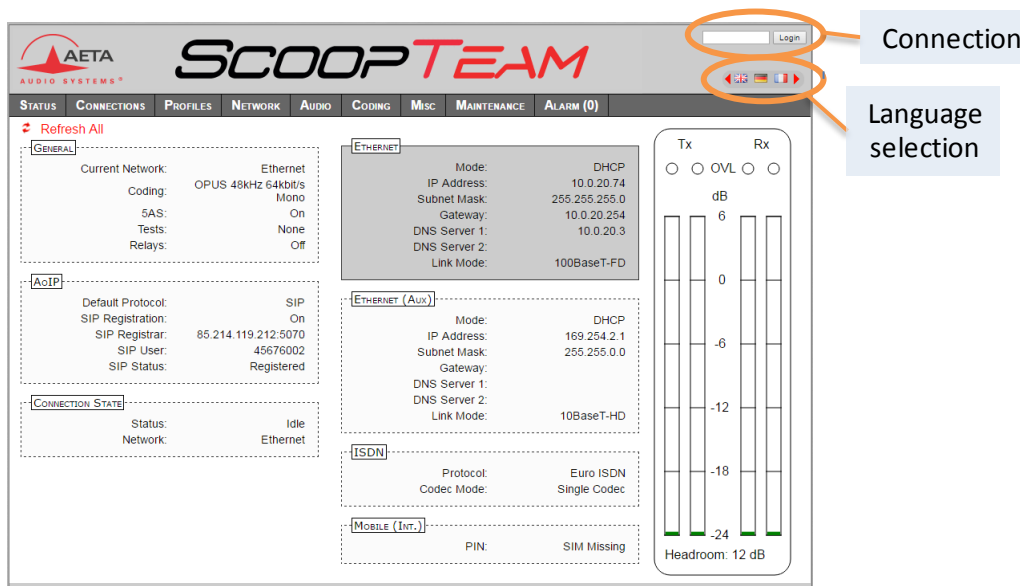 AETA
AUDIO SYSTEMS ®
SCOOPTEAM
Login
Connection
Language
selection
STATUS CONNECTIONS PROFILES NETWORK AUDIO CODING MISC MAINTENANCE ALARM (0)
Refresh All
GENERAL
Current Network: Ethernet
Coding: OPUS 48kHz 64kbit/s
Mono
5AS: On
Tests: None
Relays: Off
AOIP
Default Protocol: SIP
SIP Registration: On
SIP Registrar: 85.214.119.212:5070
SIP User: 45676002
SIP Status: Registered
CONNECTION STATE
Status: Idle
Network: Ethernet
ETHERNET
Mode: DHCP
IP Address: 10.0.20.74
Subnet Mask: 255.255.255.0
Gateway: 10.0.20.254
DNS Server 1: 10.0.20.3
DNS Server 2:
Link Mode: 100BaseT-FD
ETHERNET (AUX)
Mode: DHCP
IP Address: 169.254.2.1
Subnet Mask: 255.255.0.0
Gateway:
DNS Server 1:
DNS Server 2:
Link Mode: 10BaseT-HD
ISDN
Protocol: Euro ISDN
Codec Mode: Single Codec
MOBILE (INT.)
PIN: SIM Missing
Tx Rx
OVL
dB
6
0
-6
-12
-18
-24
Headroom: 12 dB